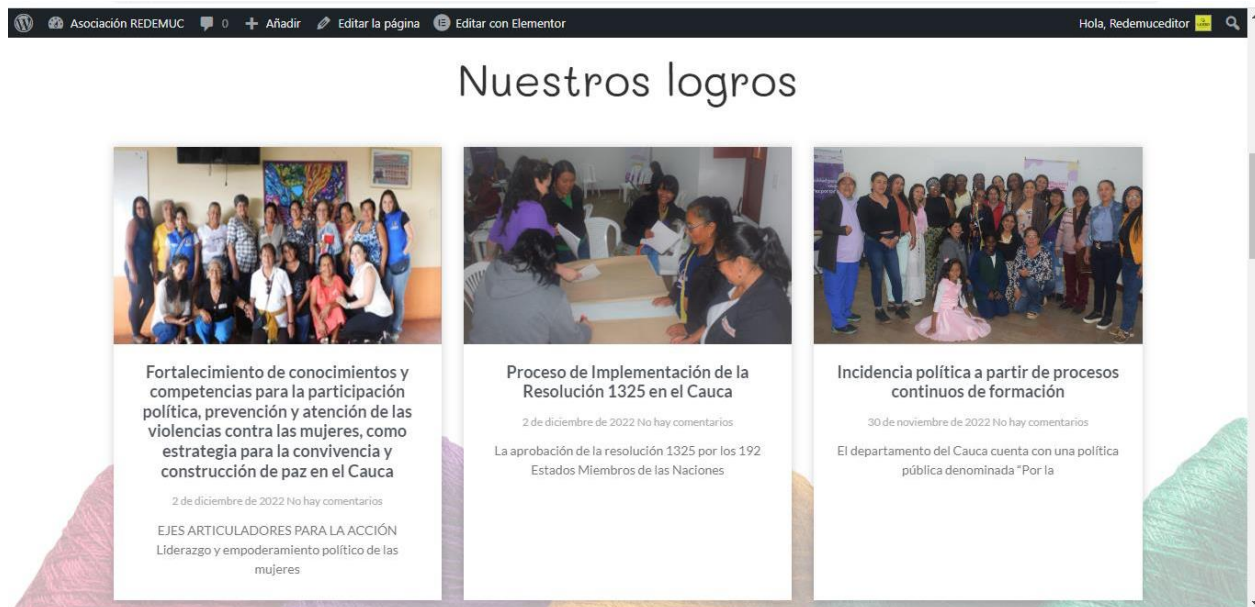 Asociación REDEMUC 0 Añadir Editar la página Editar con Elementor Hola, Redemuceditor
Nuestros logros
Fortalecimiento de conocimientos y
competencias para la participación
política, prevención y atención de las
violencias contra las mujeres, como
estrategia para la convivencia y
construcción de paz en el Cauca
2 de diciembre de 2022 No hay comentarios
EJES ARTICULADORES PARA LA ACCIÓN
Liderazgo y empoderamiento político de las
mujeres
Proceso de Implementación de la
Resolución 1325 en el Cauca
2 de diciembre de 2022 No hay comentarios
La aprobación de la resolución 1325 por los 192
Estados Miembros de las Naciones
Incidencia política a partir de procesos
continuos de formación
30 de noviembre de 2022 No hay comentarios
El departamento del Cauca cuenta con una política
pública denominada “Por la